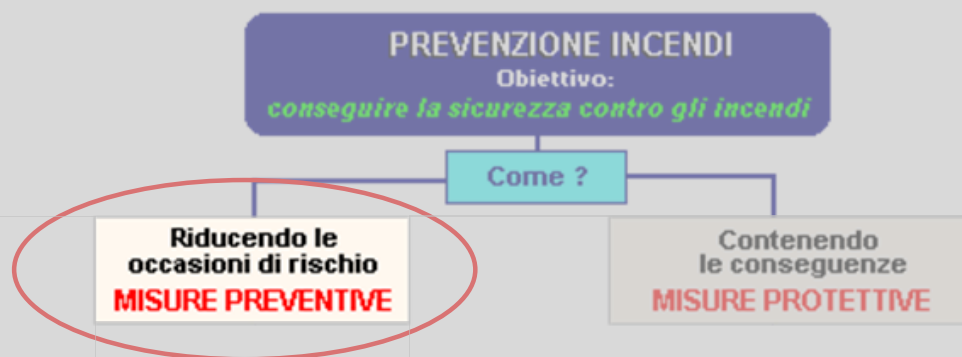 PREVENZIONE INCENDI
Obiettivo:
conseguire la sicurezza contro gli incendi
Come ?
Riducendo le
occasioni di rischio
MISURE PREVENTIVE
Contenendo
le conseguenze
MISURE PROTETTIVE